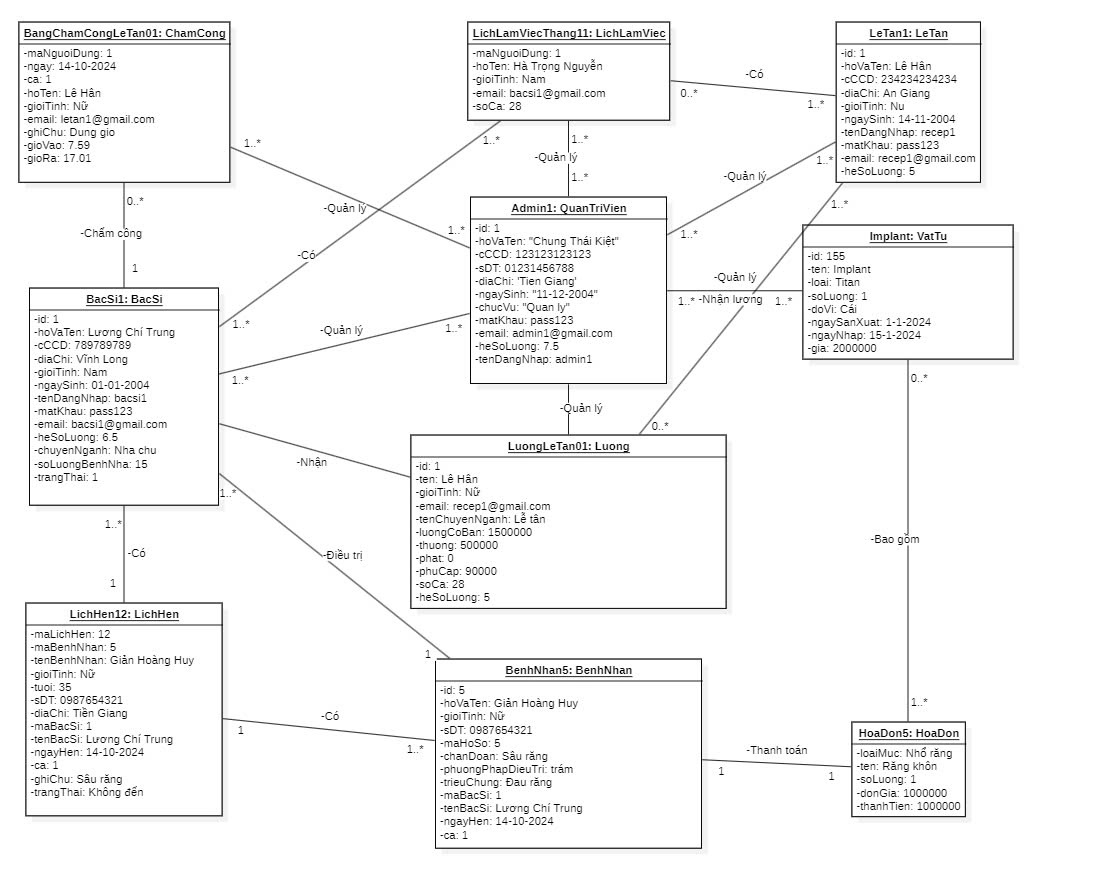 BangChamCongLeTan01: ChamCong
-maNguoiDung: 1
-ngay: 14-10-2024
-ca: 1
-hoTen: Lê Hân
-gioiTinh: Nữ
-email: letan1@gmail.com
-ghiChu: Dung gio
-gioVao: 7.59
-gioRa: 17.01
LichLamViecThang11: LichLamViec
-maNguoiDung: 1
-hoTen: Hà Trọng Nguyễn
-gioiTinh: Nam
-email: bacsi1@gmail.com
-soCa: 28
LeTan1: LeTan
-id: 1
-hoVaTen: Lê Hân
-cCCD: 234234234234
-diaChi: An Giang
-gioiTinh: Nu
-ngaySinh: 14-11-2004
-tenDangNhap: recep1
-matKhau: pass123
-email: recep1@gmail.com
-heSoLuong: 5
-Có
0..*
1..*
1..*
-Quản lý
1..*
1..*
-Quản lý
1..*
1..*
-Có
1..*
-Quản lý
1..*
1..*
-Quản lý
1..*
0..*
-Chấm công
1
Admin1: QuanTriVien
-id: 1
-hoVaTen: "Chung Thái Kiệt"
-cCCD: 123123123123
-sDT: 01231456788
-diaChi: 'Tien Giang'
-ngaySinh: "11-12-2004"
-chucVu: "Quan ly"
-matKhau: pass123
-email: admin1@gmail.com
-heSoLuong: 7.5
-tenDangNhap: admin1
Implant: VatTu
-id: 155
-ten: Implant
-loai: Titan
-soLuong: 1
-doVi: Cái
-ngaySanXuat: 1-1-2024
-ngayNhap: 15-1-2024
-gia: 2000000
-Quản lý
1..*
1..*
1..*
-Nhận lương
0..*
BacSi1: BacSi
-id: 1
-hoVaTen: Lương Chí Trung
-cCCD: 789789789
-diaChi: Vĩnh Long
-gioiTinh: Nam
-ngaySinh: 01-01-2004
-tenDangNhap: bacsi1
-matKhau: pass123
-email: bacsi1@gmail.com
-heSoLuong: 6.5
-chuyenNganh: Nha chu
-soLuongBenhNha: 15
-trangThai: 1
-Quản lý
1..*
1..*
-Quản lý
-Nhận
LuongLeTan01: Luong
-id: 1
-ten: Lê Hân
-gioiTinh: Nữ
-email: recep1@gmail.com
-tenChuyenNganh: Lễ tân
-luongCoBan: 1500000
-thuong: 500000
-phat: 0
-phuCap: 90000
-soCa: 28
-heSoLuong: 5
1..*
-Điều trị
1
1..*
-Có
1
0..*
-Bao gồm
1..*
LichHen12: LichHen
-maLichHen: 12
-maBenhNhan: 5
-tenBenhNhan: Giản Hoàng Huy
-gioiTinh: Nữ
-tuoi: 35
-sDT: 0987654321
-diaChi: Tiền Giang
-maBacSi: 1
-tenBacSi: Lương Chí Trung
-ngayHen: 14-10-2024
-ca: 1
-ghiChu: Sâu răng
-trangThai: Không đến
-Có
1
1..*
BenhNhan5: BenhNhan
-id: 5
-hoVaTen: Giản Hoàng Huy
-gioiTinh: Nữ
-sDT: 0987654321
-maHoSo: 5
-chanDoan: Sâu răng
-phuongPhapDieuTri: trám
-trieuChung: Đau răng
-maBacSi: 1
-tenBacSi: Lương Chí Trung
-ngayHen: 14-10-2024
-ca: 1
-Thanh toán
1
1
HoaDon5: HoaDon
-loaiMuc: Nhổ răng
-ten: Răng khôn
-soLuong: 1
-donGia: 1000000
-thanhTien: 1000000